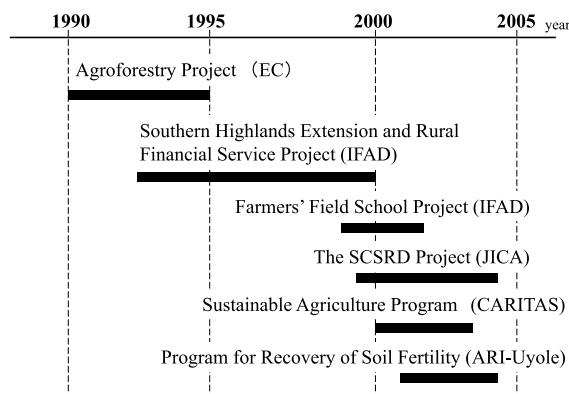 1990 1995 2000 2005 year
Agroforestry Project （EC）
Southern Highlands Extension and Rural
Financial Service Project (IFAD)
Farmers’ Field School Project (IFAD)
The SCSRD Project (JICA)
Sustainable Agriculture Program (CARITAS)
Program for Recovery of Soil Fertility (ARI-Uyole)